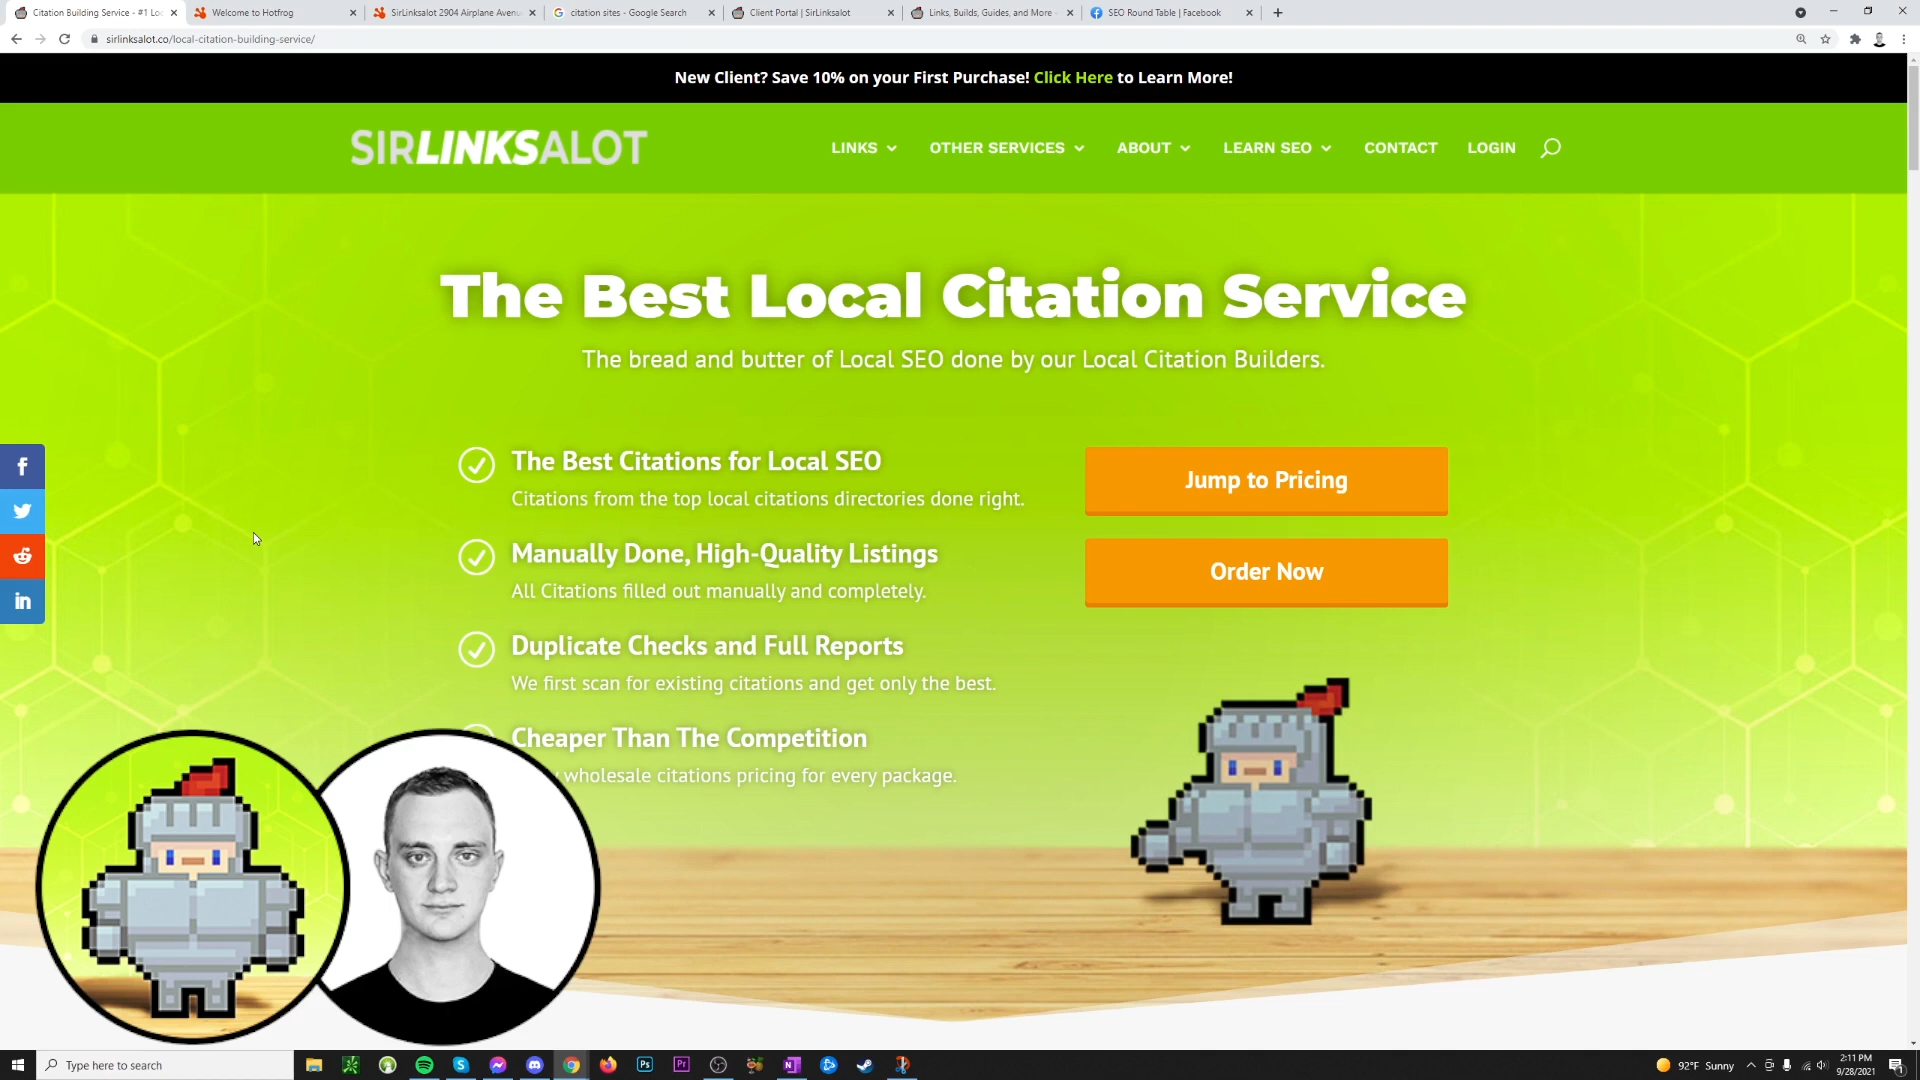 Citation Building Service - #1 Loc
Welcome to Hotfrog
SirLinksalot 2904 Airplane Avenu
citation sites - Google Search
Client Portal | SirLinksalot
Links, Builds, Guides, and More -
SEO Round Table | Facebook
sirlinksalot.co/local-citation-building-service/
New Client? Save 10% on your First Purchase! Click Here to Learn More!
SIRLINKSALOT
LINKS
OTHER SERVICES
ABOUT
LEARN SEO
CONTACT
LOGIN
The Best Local Citation Service
The bread and butter of Local SEO done by our Local Citation Builders.
The Best Citations for Local SEO
Citations from the top local citations directories done right.
Jump to Pricing
Manually Done, High-Quality Listings
All Citations filled out manually and completely.
Order Now
Duplicate Checks and Full Reports
We first scan for existing citations and get only the best.
Cheaper Than The Competition
wholesale citations pricing for every package.
Type here to search
92°F Sunny
2:11 PM
9/28/2021